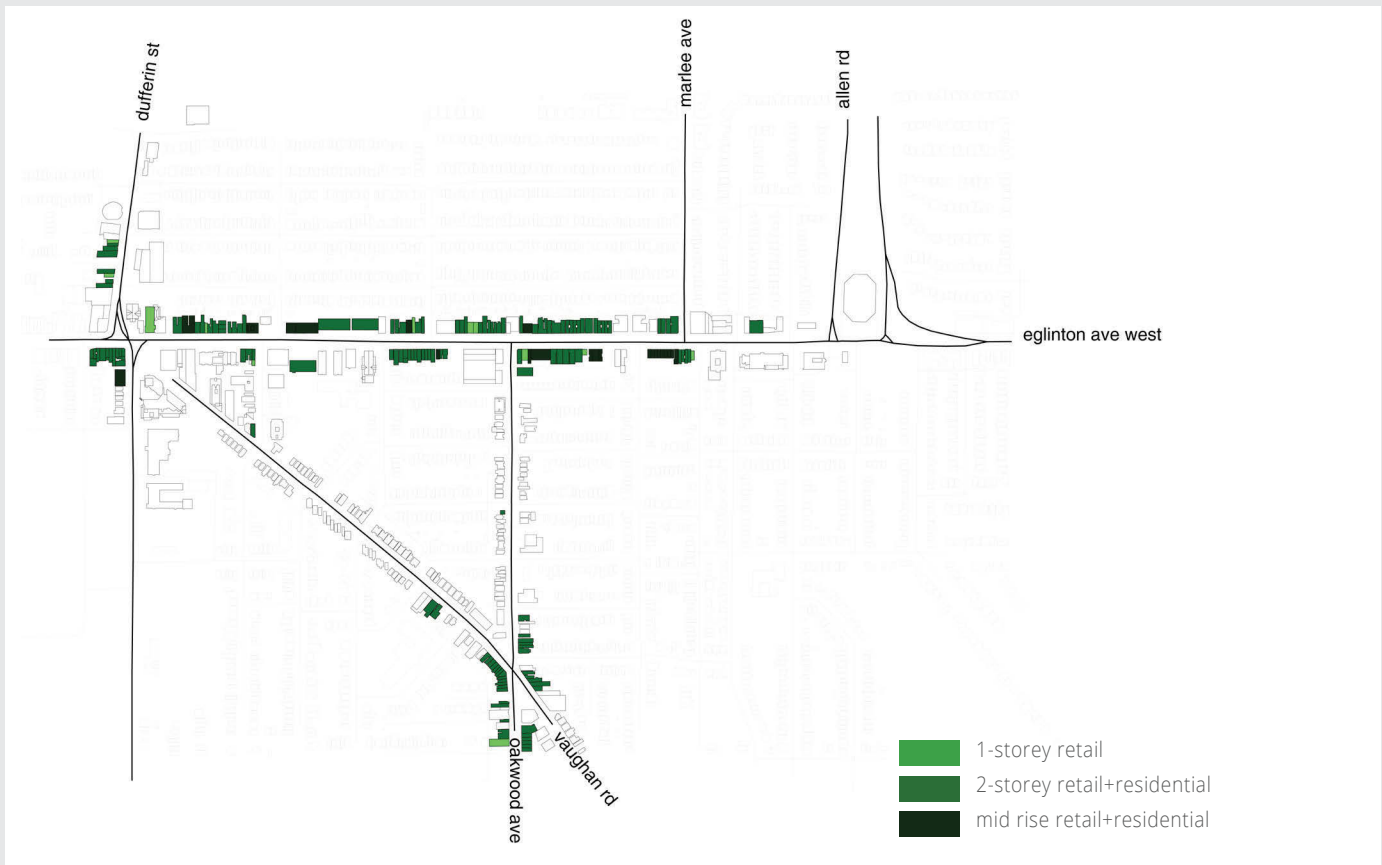 dufferin st
marlee ave
allen rd
eglinton ave west
oakwood ave
vaughan rd
1-storey retail
2-storey retail+residential
mid rise retail+residential